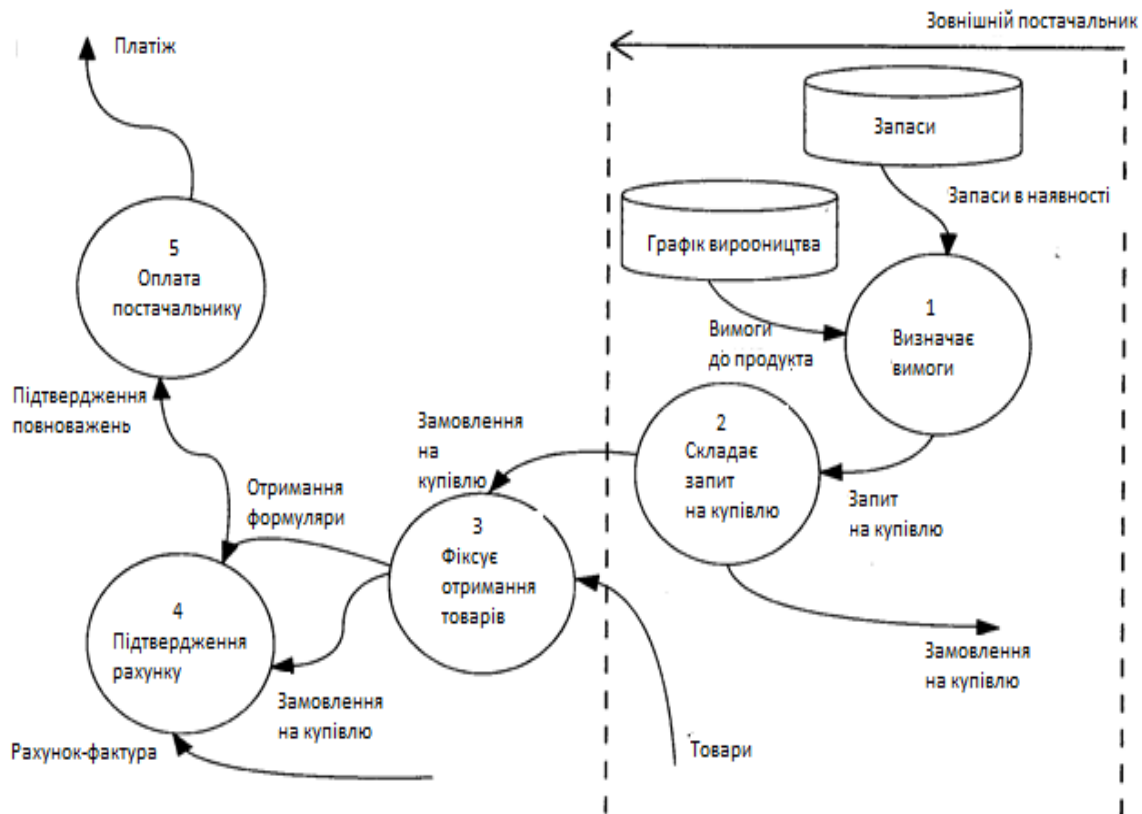 Зовнішній постачальник
Платіж
Запаси
Запаси в наявності
Графік вирооництва
5
Оплата
постачальнику
1
Визначає
вимоги
Вимоги
до продукта
Підтвердження
повноважень
Замовлення
на
купівлю
2
Складає
запит
на купівлю
Запит
на купівлю
Отримання
формуляри
3
Фіксує
отримання
товарів
4
Підтвердження
рахунку
Замовлення
на купівлю
Замовлення
на купівлю
Рахунок-фактура
Товари